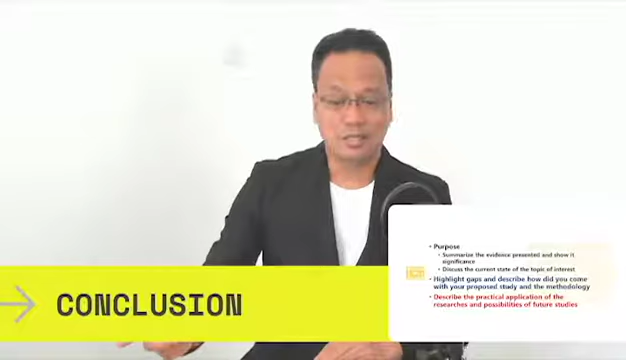 CONCLUSION
• Purpose
• Summarize the evidence presented and show it
significance
• Discuss the current state of the topic of interest
• Highlight gaps and describe how did you come
with your proposed study and the methodology
• Describe the practical application of the
researches and possibilities of future studies